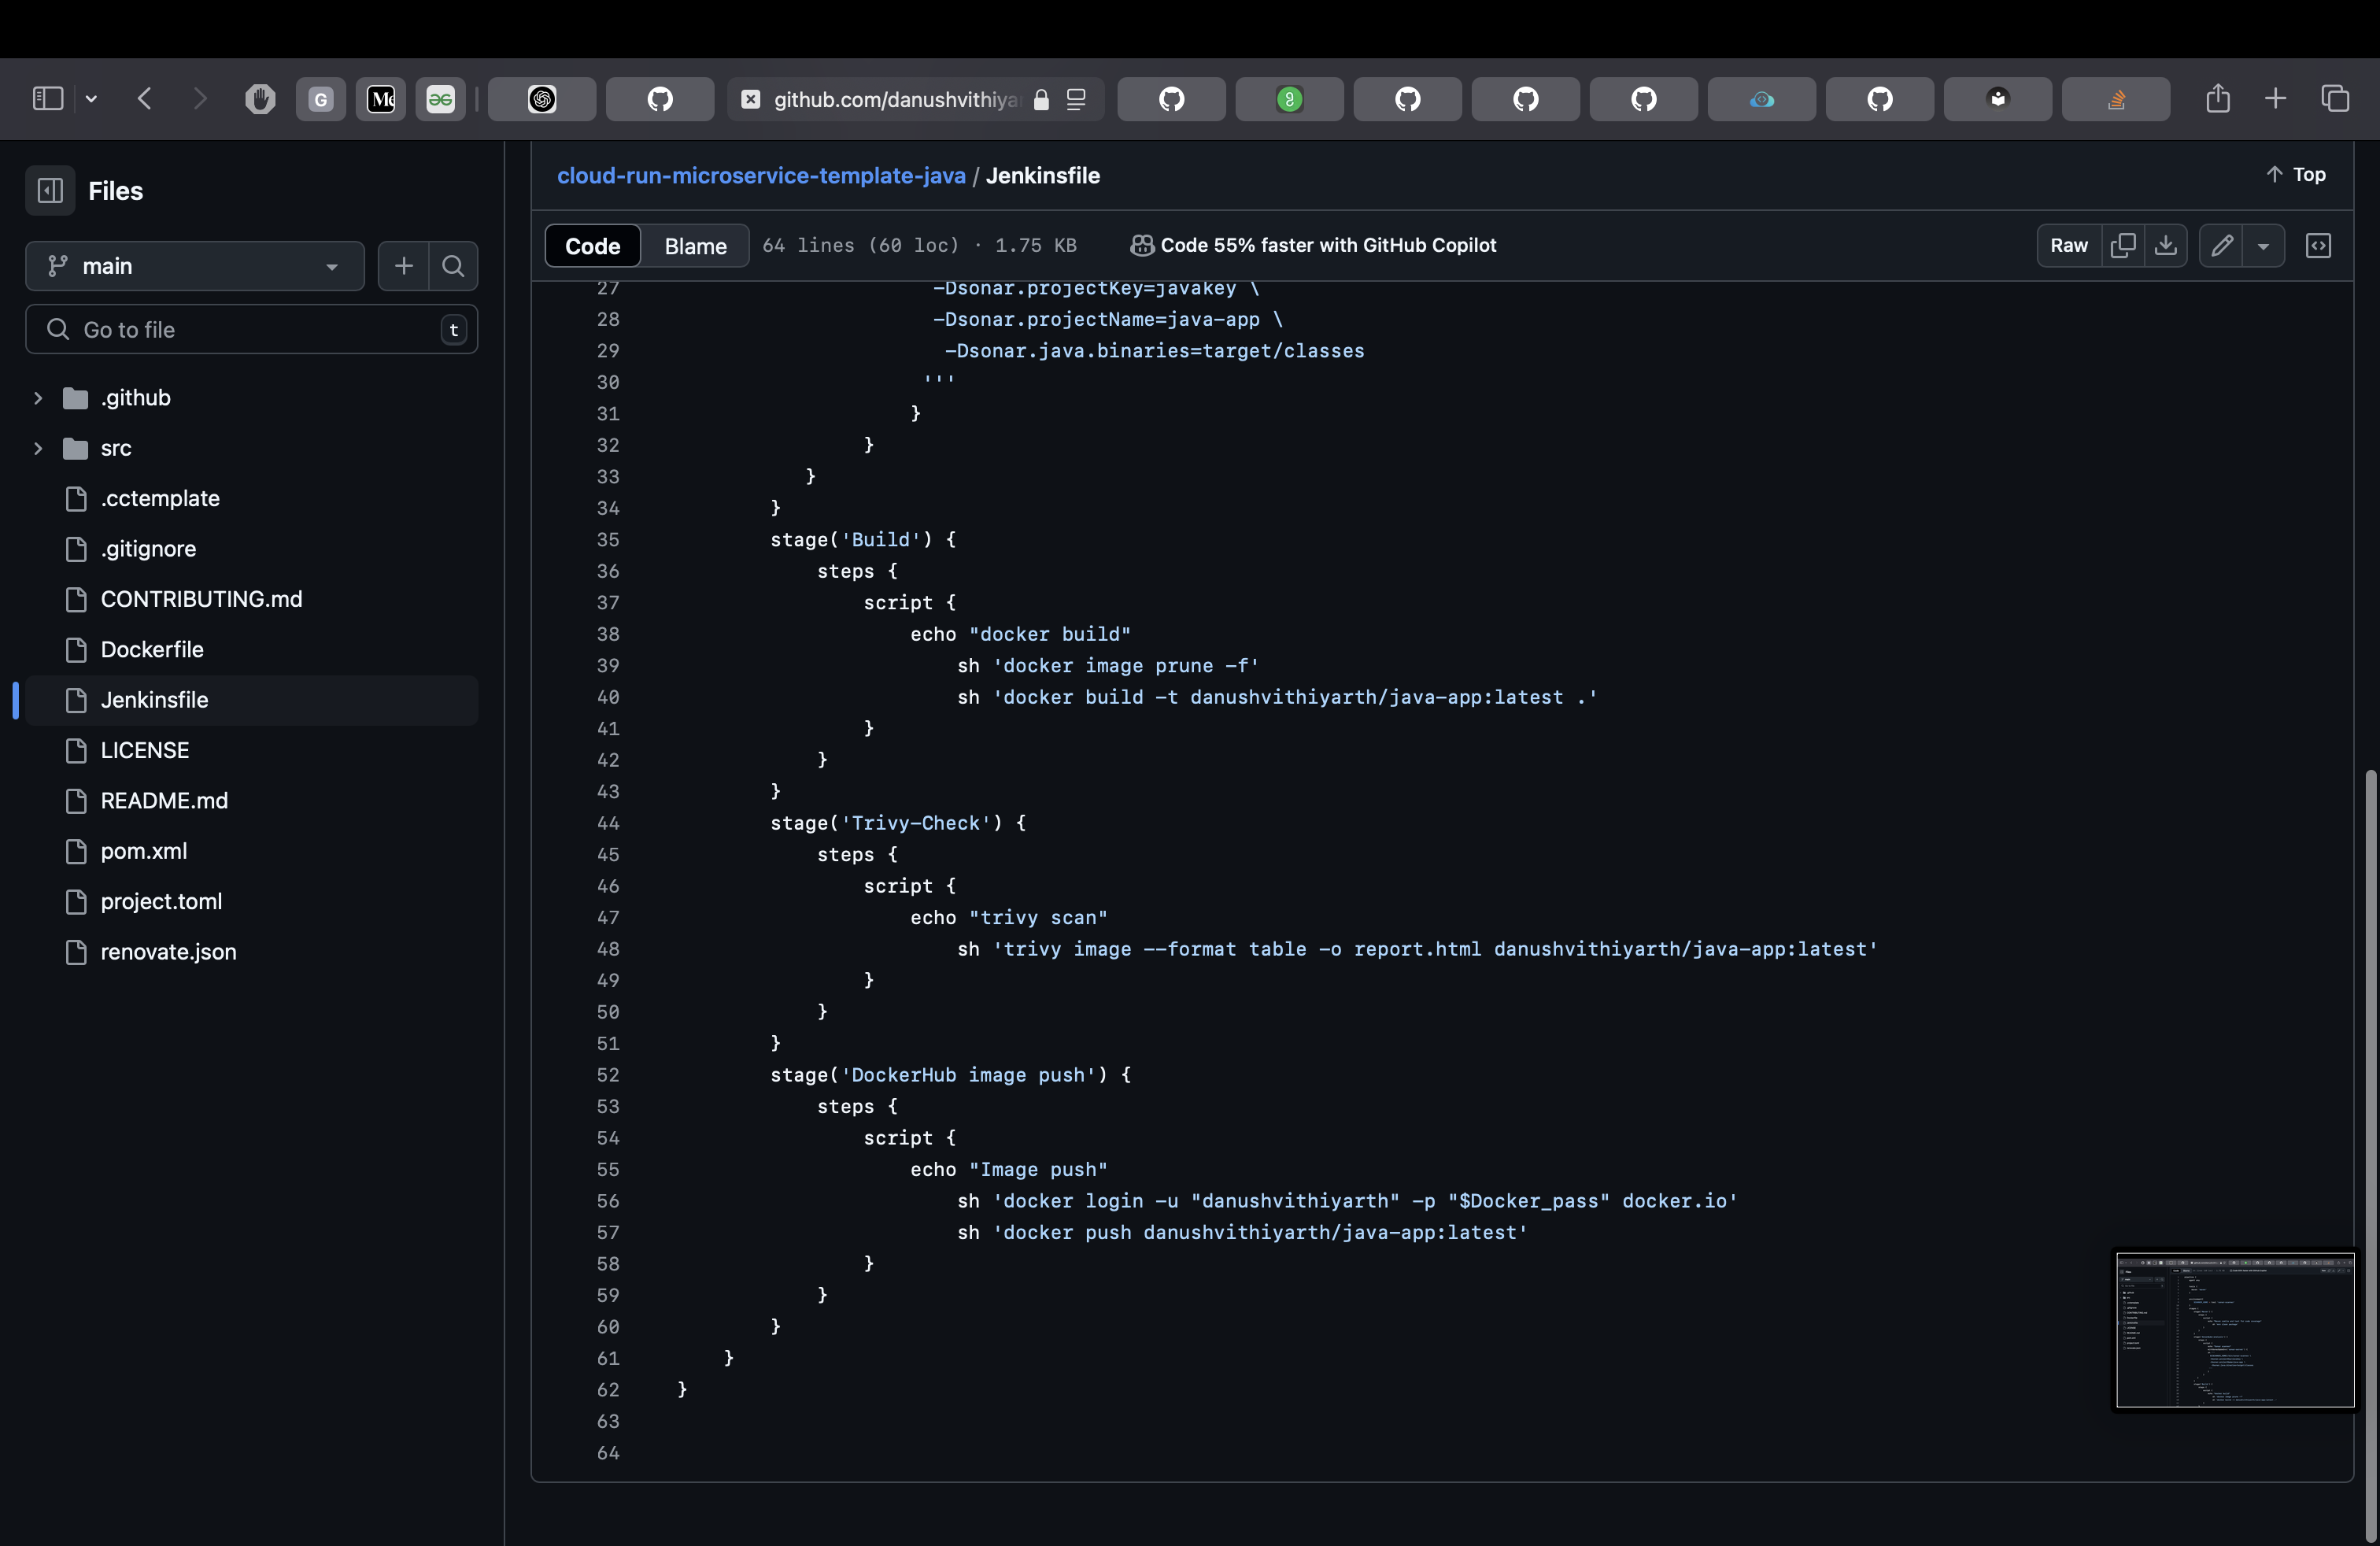 G
M
github.com/danushvithiya
Files
main
Go to file
t
.github
src
.cctemplate
.gitignore
CONTRIBUTING.md
Dockerfile
Jenkinsfile
LICENSE
README.md
pom.xml
project.toml
renovate.json
cloud-run-microservice-template-java / Jenkinsfile
Top
Code Blame 64 lines (60 loc) · 1.75 KB Code 55% faster with GitHub Copilot Raw
27 -Dsonar.projectKey=javakey \
28 -Dsonar.projectName=java-app \
29 -Dsonar.java.binaries=target/classes
30 '''
31 }
32 }
33 }
34 }
35 stage('Build') {
36 steps {
37 script {
38 echo "docker build"
39 sh 'docker image prune -f'
40 sh 'docker build -t danushvithiyarth/java-app:latest .'
41 }
42 }
43 }
44 stage('Trivy-Check') {
45 steps {
46 script {
47 echo "trivy scan"
48 sh 'trivy image --format table -o report.html danushvithiyarth/java-app:latest'
49 }
50 }
51 }
52 stage('DockerHub image push') {
53 steps {
54 script {
55 echo "Image push"
56 sh 'docker login -u "danushvithiyarth" -p "$Docker_pass" docker.io'
57 sh 'docker push danushvithiyarth/java-app:latest'
58 }
59 }
60 }
61 }
62 }
63
64